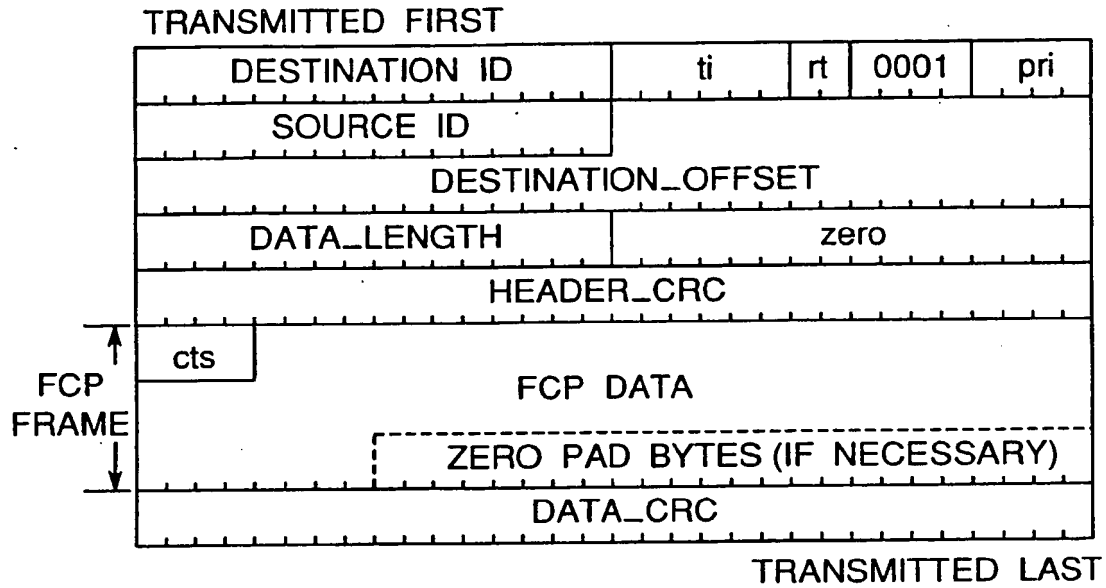 TRANSMITTED FIRST
DESTINATION ID ti rt 0001 pri
SOURCE ID
DESTINATION_OFFSET
DATA_LENGTH zero
HEADER_CRC
cts
FCP DATA
FCP
FRAME
ZERO PAD BYTES (IF NECESSARY)
DATA_CRC
TRANSMITTED LAST